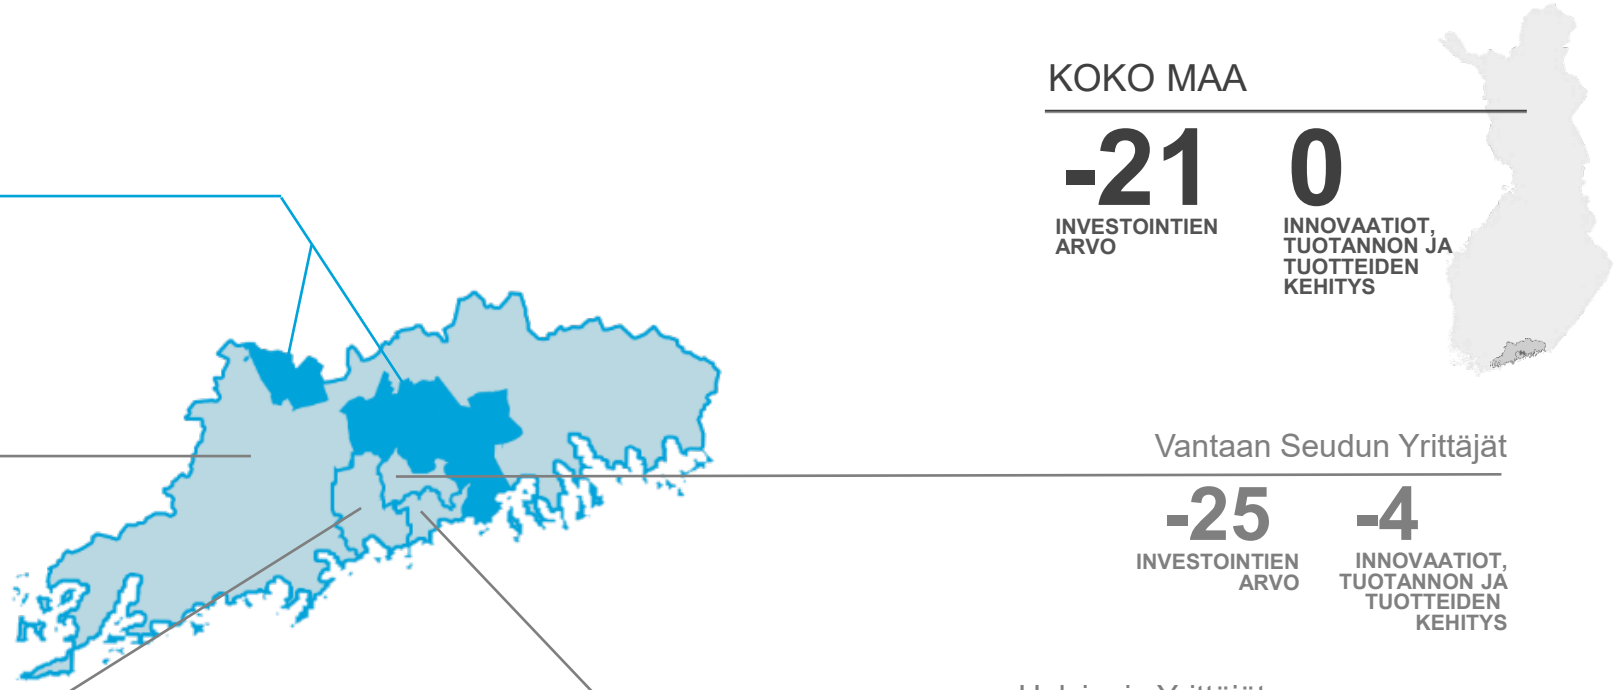 KOKO MAA
-21 0
INVESTOINTIEN
ARVO
INNOVAATIOT,
TUOTANNON JA
TUOTTEIDEN
KEHITYS
Vantaan Seudun Yrittäjät
-25 -4
INVESTOINTIEN
ARVO
INNOVAATIOT,
TUOTANNON JA
TUOTTEIDEN
KEHITYS